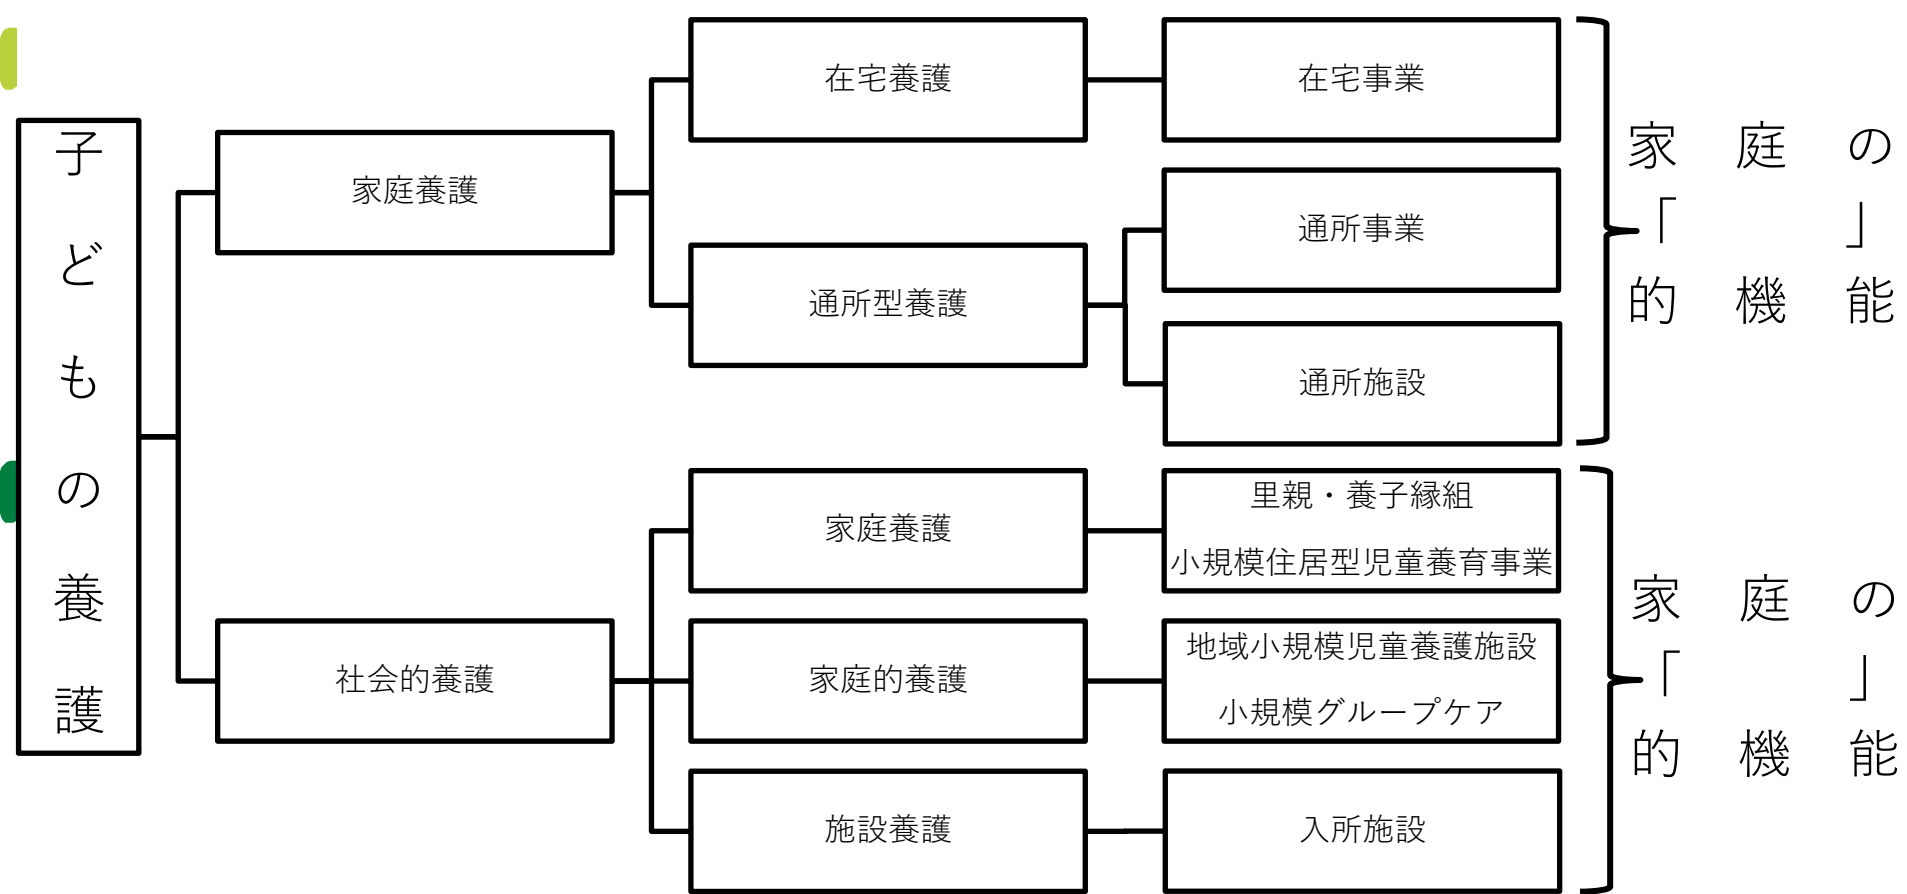 子どもの養護
家庭養護
在宅養護
在宅事業
通所型養護
通所事業
通所施設
家庭の
「　　」
的機能
社会的養護
家庭養護
里親・養子縁組
小規模住居型児童養育事業
家庭的養護
地域小規模児童養護施設
小規模グループケア
施設養護
入所施設
家庭の
「　　」
的機能